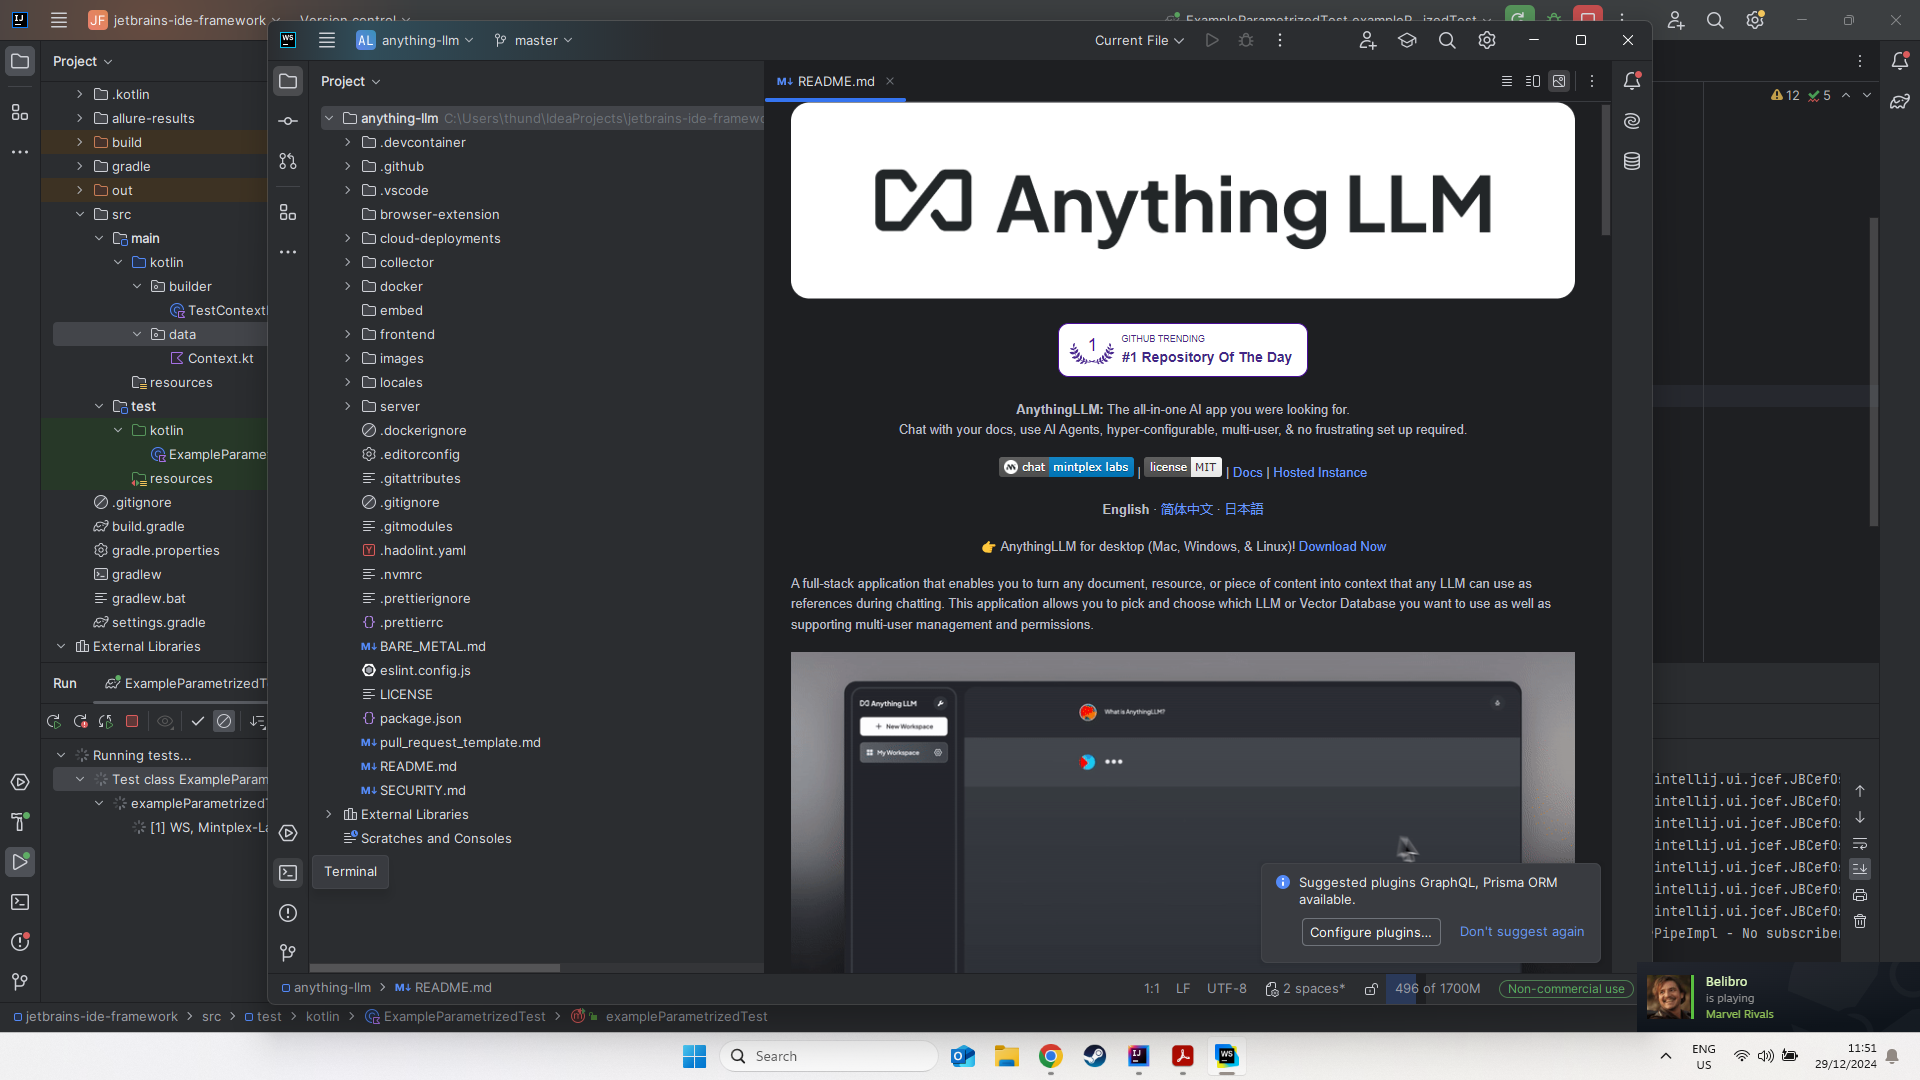 JF jetbrains-ide-framework
Version control
ExampleParametrizedTest.exampleP...izedTest
Project
.kotlin
allure-results
build
gradle
out
src
main
kotlin
builder
TestContext
data
Context.kt
resources
test
kotlin
ExampleParame
resources
.gitignore
build.gradle
gradle.properties
gradlew
gradlew.bat
settings.gradle
External Libraries
Run
ExampleParametrizedT
Running tests...
Test class ExampleParam
exampleParametrizedT
[1] WS, Mintplex-La
AL anything-llm
master
Current File
Project
anything-llm C:\Users\thund\IdeaProjects\jetbrains-ide-framewo
.devcontainer
.github
.vscode
browser-extension
cloud-deployments
collector
docker
embed
frontend
images
locales
server
.dockerignore
.editorconfig
.gitattributes
.gitignore
.gitmodules
.hadolint.yaml
.nvmrc
.prettierignore
.prettierrc
BARE_METAL.md
eslint.config.js
LICENSE
package.json
pull_request_template.md
README.md
SECURITY.md
External Libraries
Scratches and Consoles
Terminal
README.md
Anything LLM
1
GITHUB TRENDING
#1 Repository Of The Day
AnythingLLM: The all-in-one AI app you were looking for.
Chat with your docs, use AI Agents, hyper-configurable, multi-user, & no frustrating set up required.
chat mintplex labs | license MIT | Docs | Hosted Instance
English · 简体中文 · 日本語
👉 AnythingLLM for desktop (Mac, Windows, & Linux)! Download Now
A full-stack application that enables you to turn any document, resource, or piece of content into context that any LLM can use as
references during chatting. This application allows you to pick and choose which LLM or Vector Database you want to use as well as
supporting multi-user management and permissions.
Anything LLM
+ New Workspace
My Workspace
What is AnythingLLM?
Suggested plugins GraphQL, Prisma ORM
available.
Configure plugins...
Don't suggest again
anything-llm > README.md
1:1
LF
UTF-8
2 spaces*
496 of 1700M
Non-commercial use
12
5
intellij.ui.jcef.JBCefOs
intellij.ui.jcef.JBCefOs
intellij.ui.jcef.JBCefOs
intellij.ui.jcef.JBCefOs
intellij.ui.jcef.JBCefOs
intellij.ui.jcef.JBCefOs
intellij.ui.jcef.JBCefOs
PipeImpl - No subscriber
Belibro
is playing
Marvel Rivals
jetbrains-ide-framework > src > test > kotlin > ExampleParametrizedTest > exampleParametrizedTest
Search
ENG
US
11:51
29/12/2024